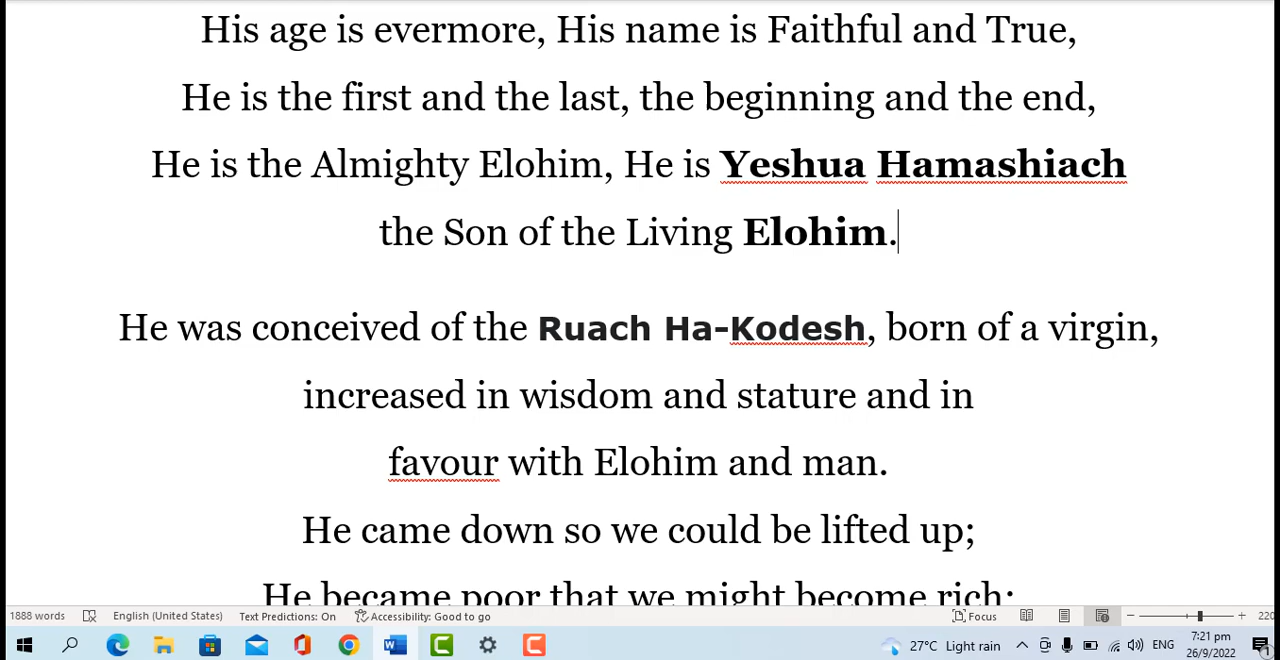 His age is evermore, His name is Faithful and True,
He is the first and the last, the beginning and the end,
He is the Almighty Elohim, He is Yeshua Hamashiach
the Son of the Living Elohim.
He was conceived of the Ruach Ha-Kodesh, born of a virgin,
increased in wisdom and stature and in
favour with Elohim and man.
He came down so we could be lifted up;
He became poor that we might become rich;
1888 words English (United States) Text Predictions: On Accessibility: Good to go Focus 220
27°C Light rain ENG 7:21 pm
26/9/2022 1